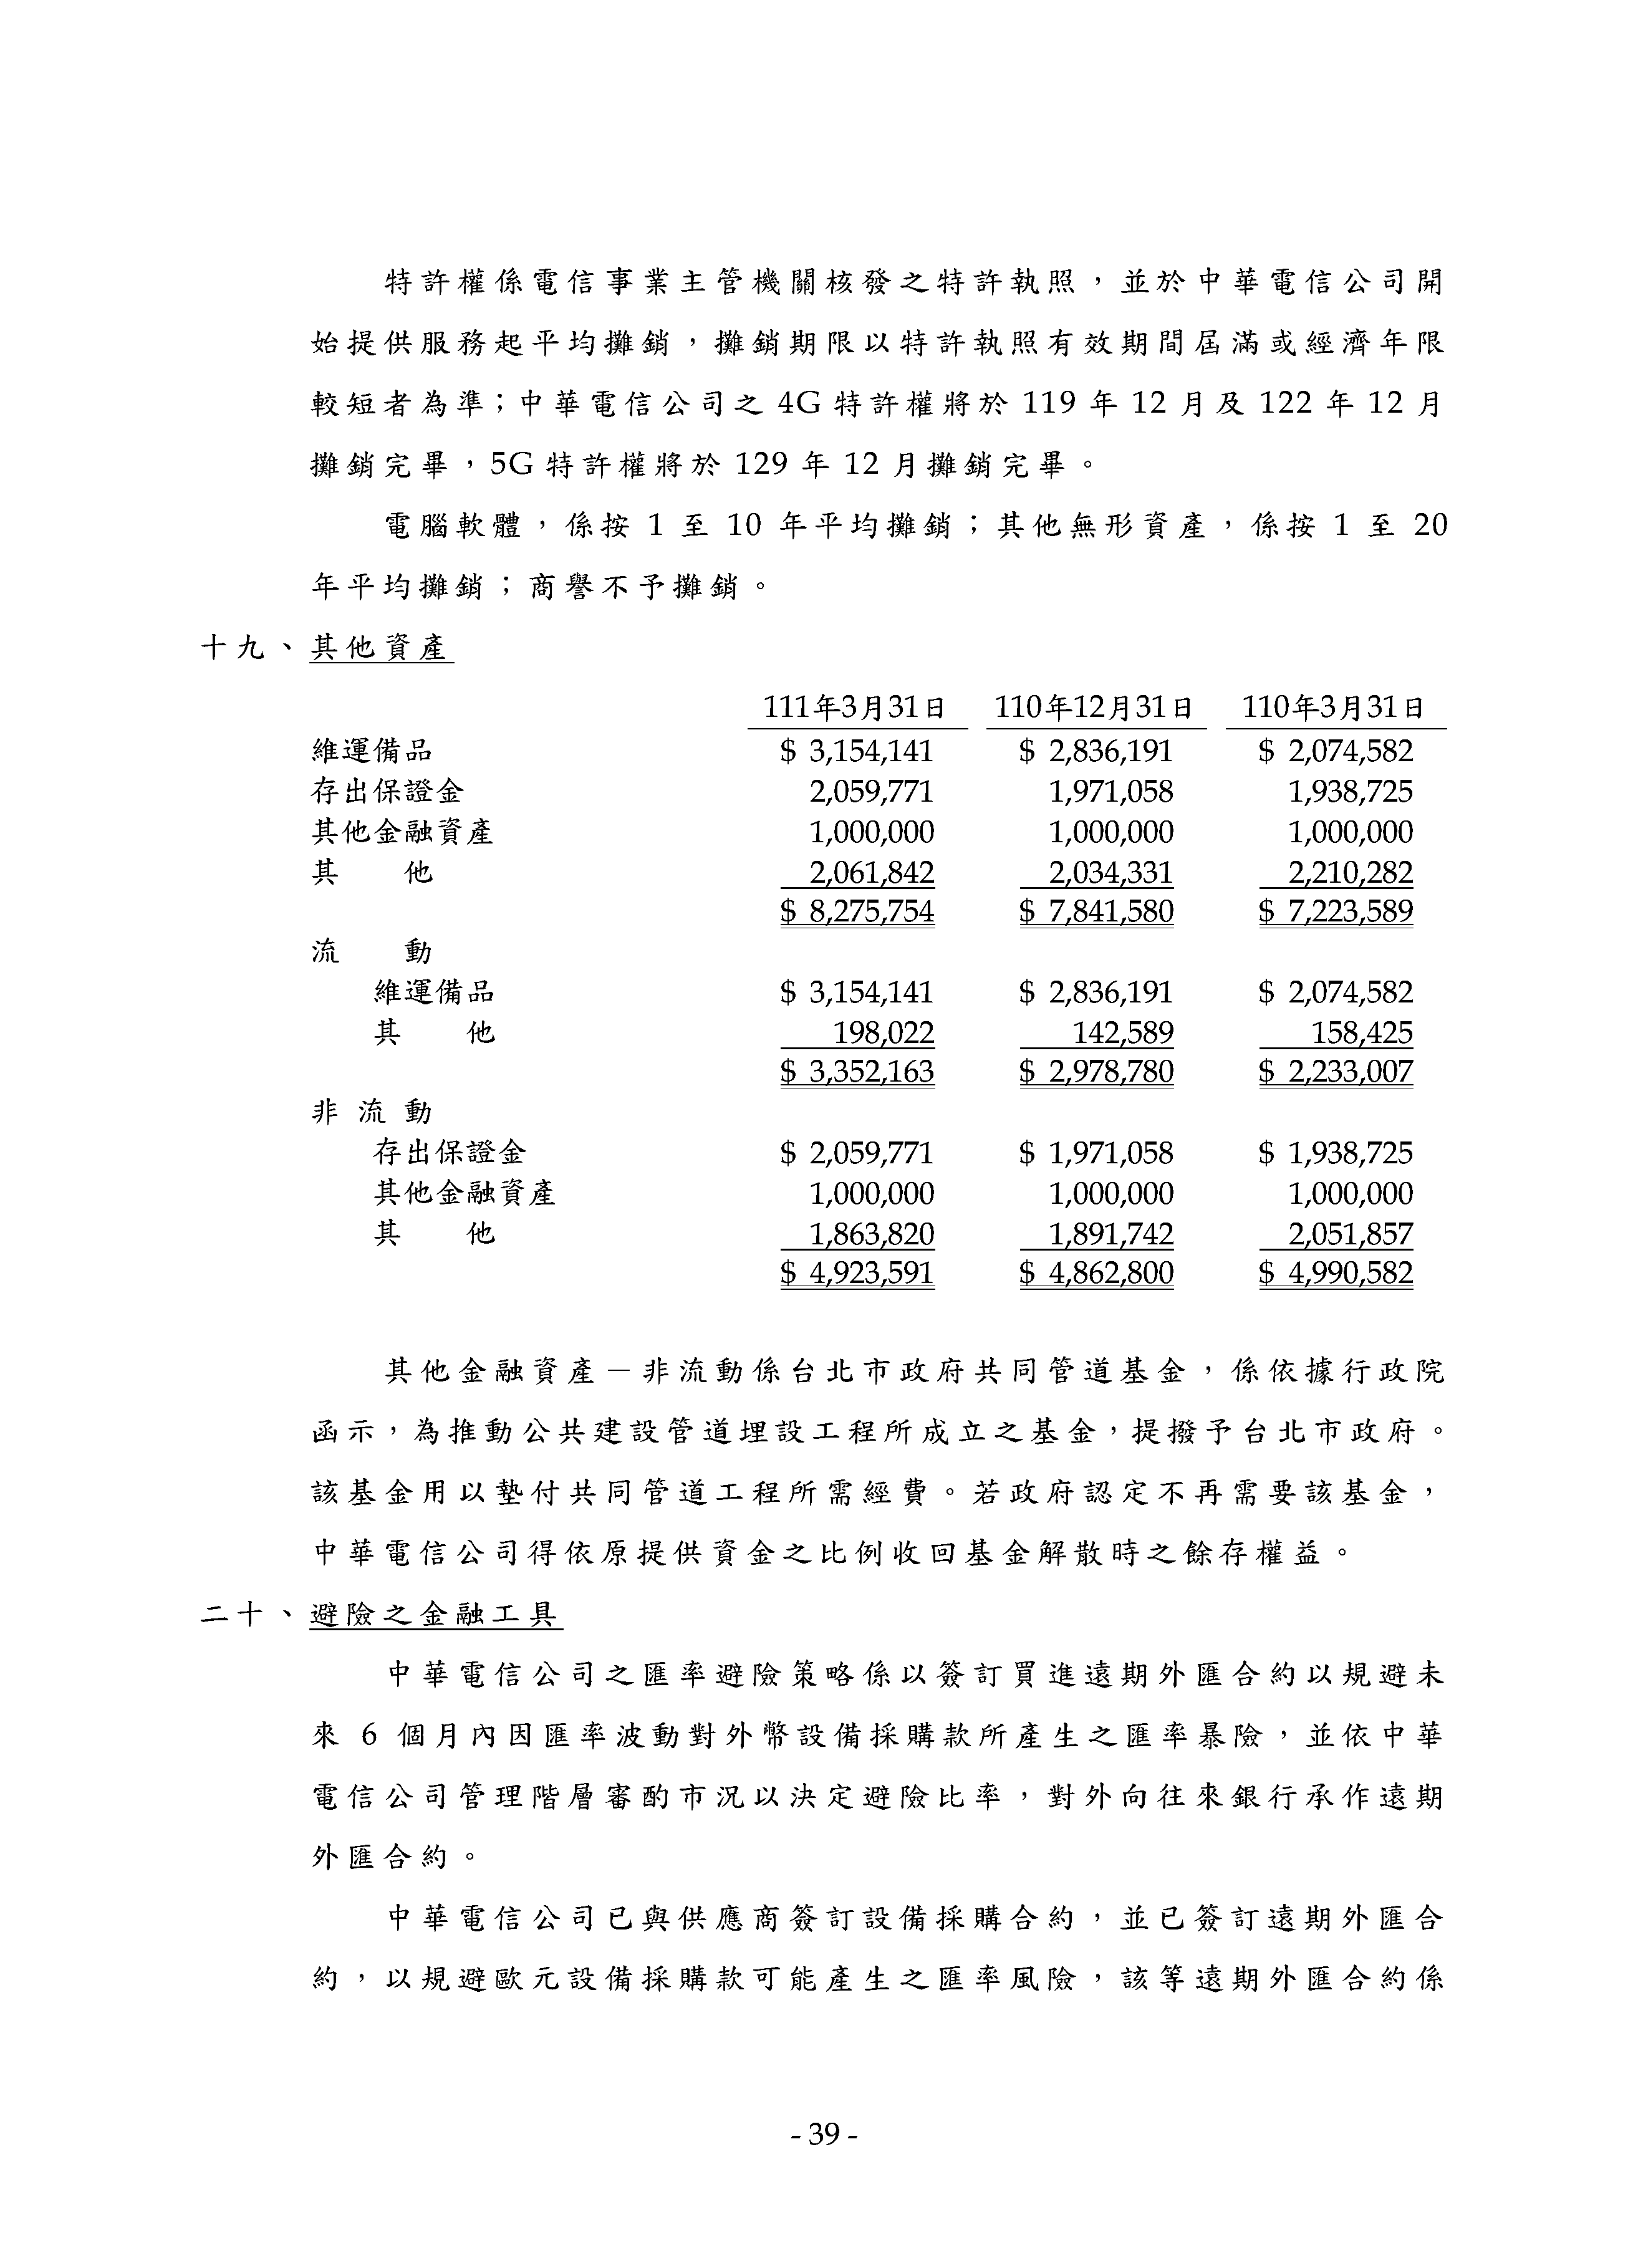 特許權係電信事業主管機關核發之特許執照，並於中華電信公司開
始提供服務起平均攤銷，攤銷期限以特許執照有效期間屆滿或經濟年限
較短者為準；中華電信公司之 4G 特許權將於 119 年 12 月及 122 年 12 月
攤銷完畢，5G 特許權將於 129 年 12 月攤銷完畢。
電腦軟體，係按 1 至 10 年平均攤銷；其他無形資產，係按 1 至 20
年平均攤銷；商譽不予攤銷。
十九、其他資產
111年3月31日 110年12月31日 110年3月31日
維運備品 $ 3,154,141 $ 2,836,191 $ 2,074,582
存出保證金 2,059,771 1,971,058 1,938,725
其他金融資產 1,000,000 1,000,000 1,000,000
其 他 2,061,842 2,034,331 2,210,282
$ 8,275,754 $ 7,841,580 $ 7,223,589
流 動
維運備品 $ 3,154,141 $ 2,836,191 $ 2,074,582
其 他 198,022 142,589 158,425
$ 3,352,163 $ 2,978,780 $ 2,233,007
非 流 動
存出保證金 $ 2,059,771 $ 1,971,058 $ 1,938,725
其他金融資產 1,000,000 1,000,000 1,000,000
其 他 1,863,820 1,891,742 2,051,857
$ 4,923,591 $ 4,862,800 $ 4,990,582
其他金融資產－非流動係台北市政府共同管道基金，係依據行政院
函示，為推動公共建設管道埋設工程所成立之基金，提撥予台北市政府。
該基金用以墊付共同管道工程所需經費。若政府認定不再需要該基金，
中華電信公司得依原提供資金之比例收回基金解散時之餘存權益。
二十、避險之金融工具
中華電信公司之匯率避險策略係以簽訂買進遠期外匯合約以規避未
來 6 個月內因匯率波動對外幣設備採購款所產生之匯率暴險，並依中華
電信公司管理階層審酌市況以決定避險比率，對外向往來銀行承作遠期
外匯合約。
中華電信公司已與供應商簽訂設備採購合約，並已簽訂遠期外匯合
約，以規避歐元設備採購款可能產生之匯率風險，該等遠期外匯合約係
- 39 -